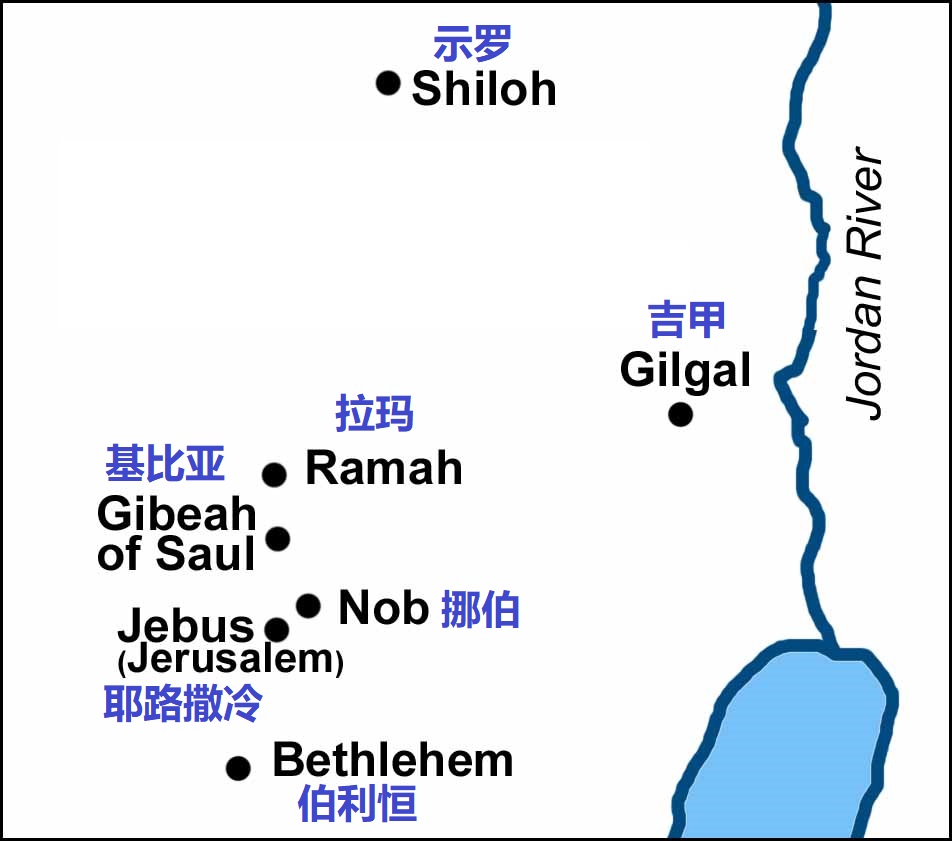 示罗
Shiloh
Jordan River
吉甲
Gilgal
拉玛
Ramah
基比亚
Gibeah
of Saul
Nob 挪伯
Jebus
(Jerusalem)
耶路撒冷
Bethlehem
伯利恒